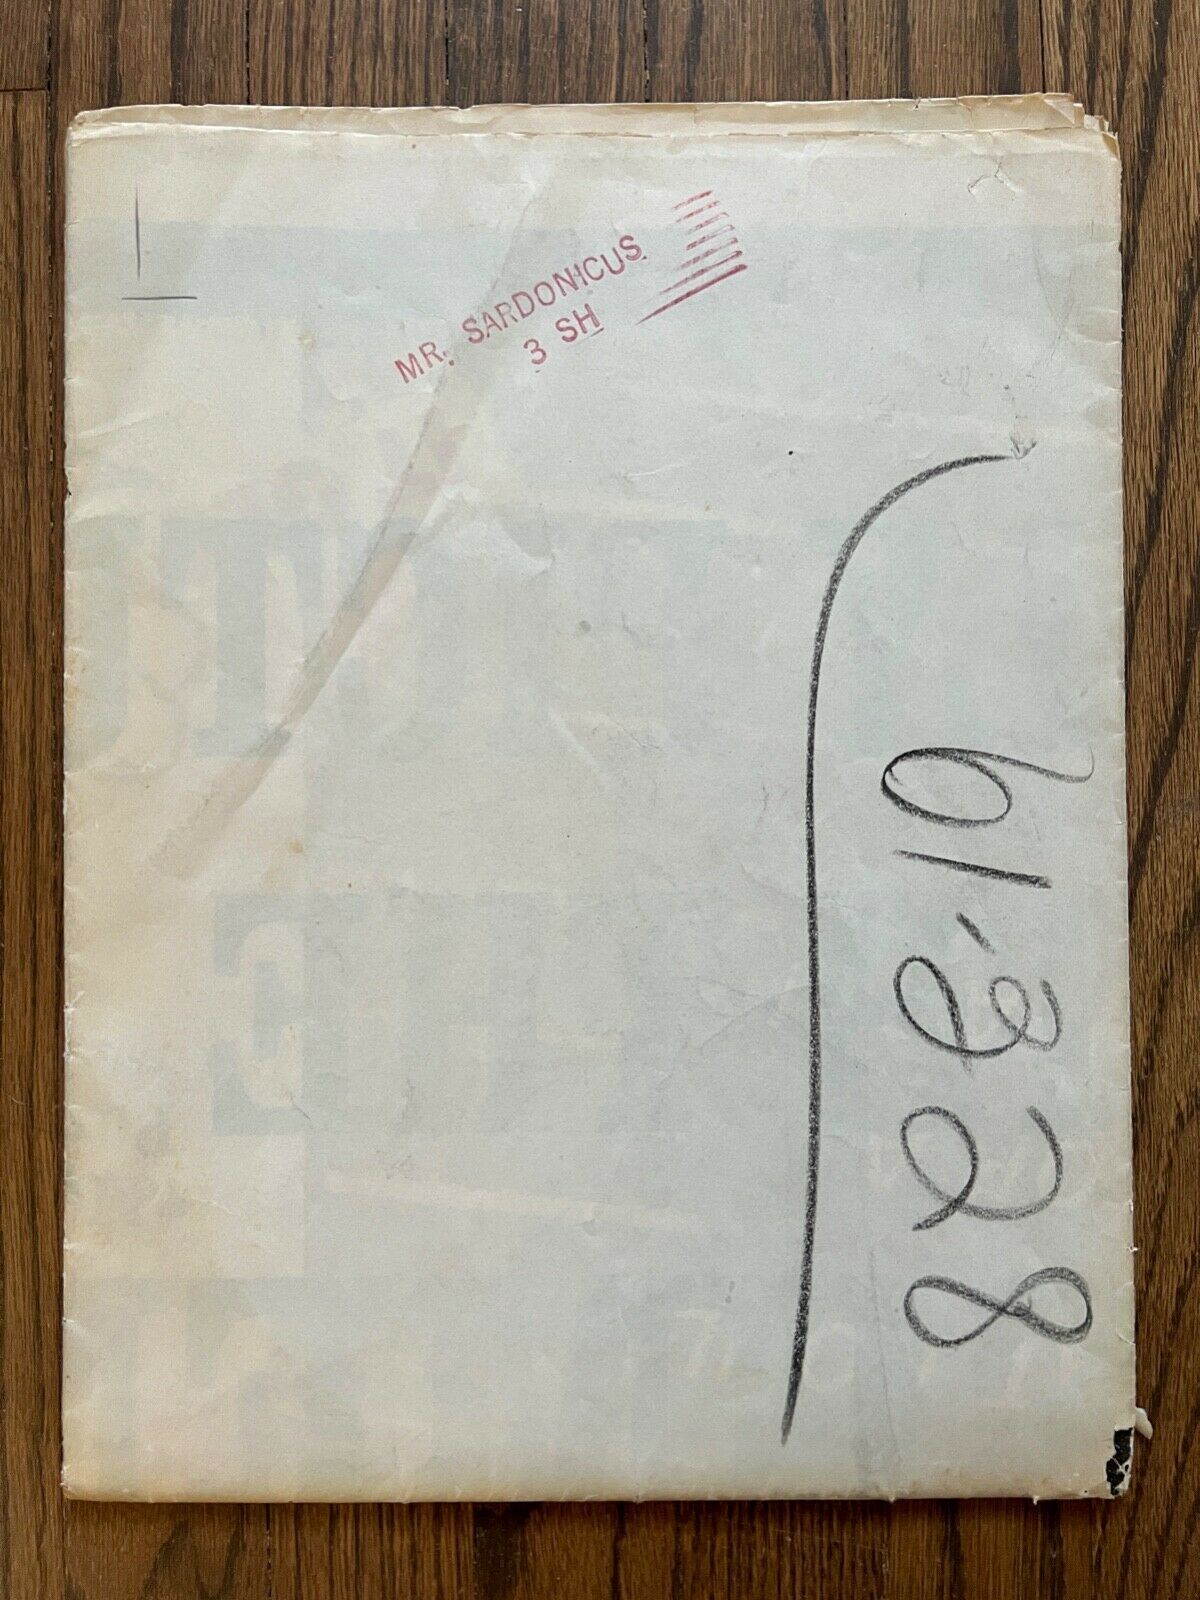 MR. SARDONICUS
3 SH
61-328